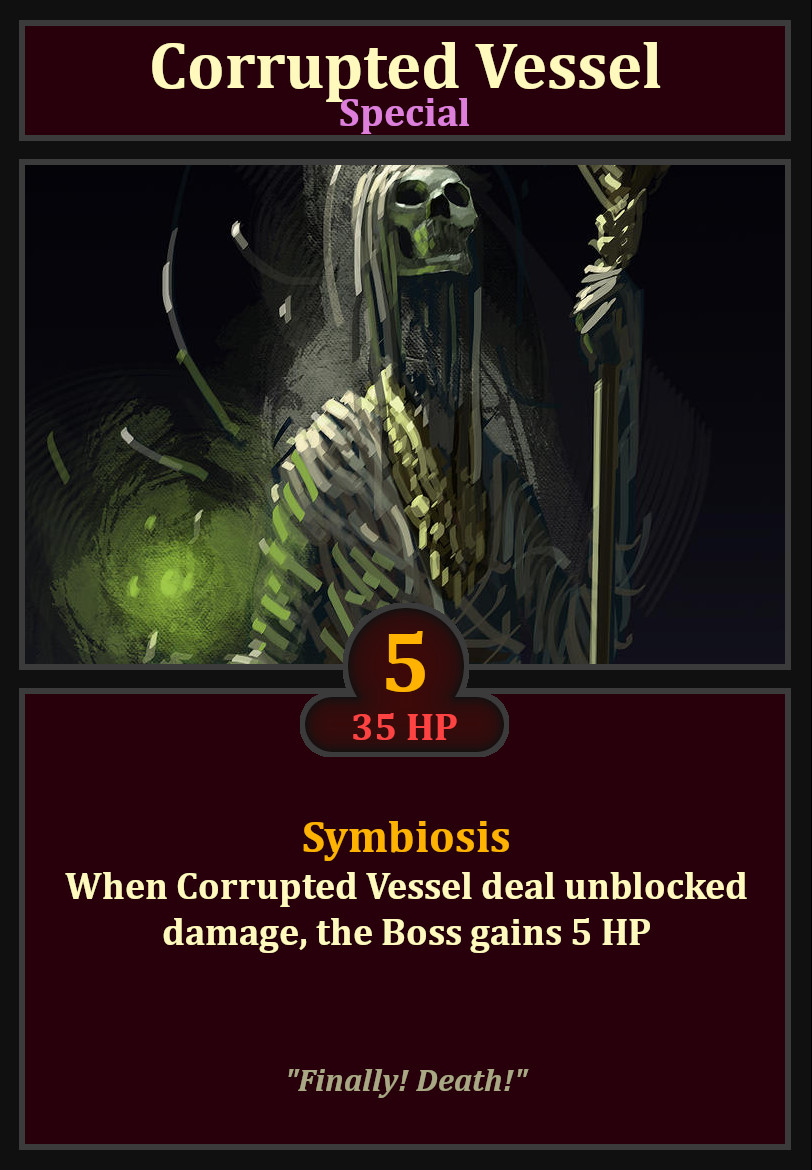 Corrupted Vessel
Special
5
35 HP
Symbiosis
When Corrupted Vessel deal unblocked
damage, the Boss gains 5 HP
"Finally! Death!"